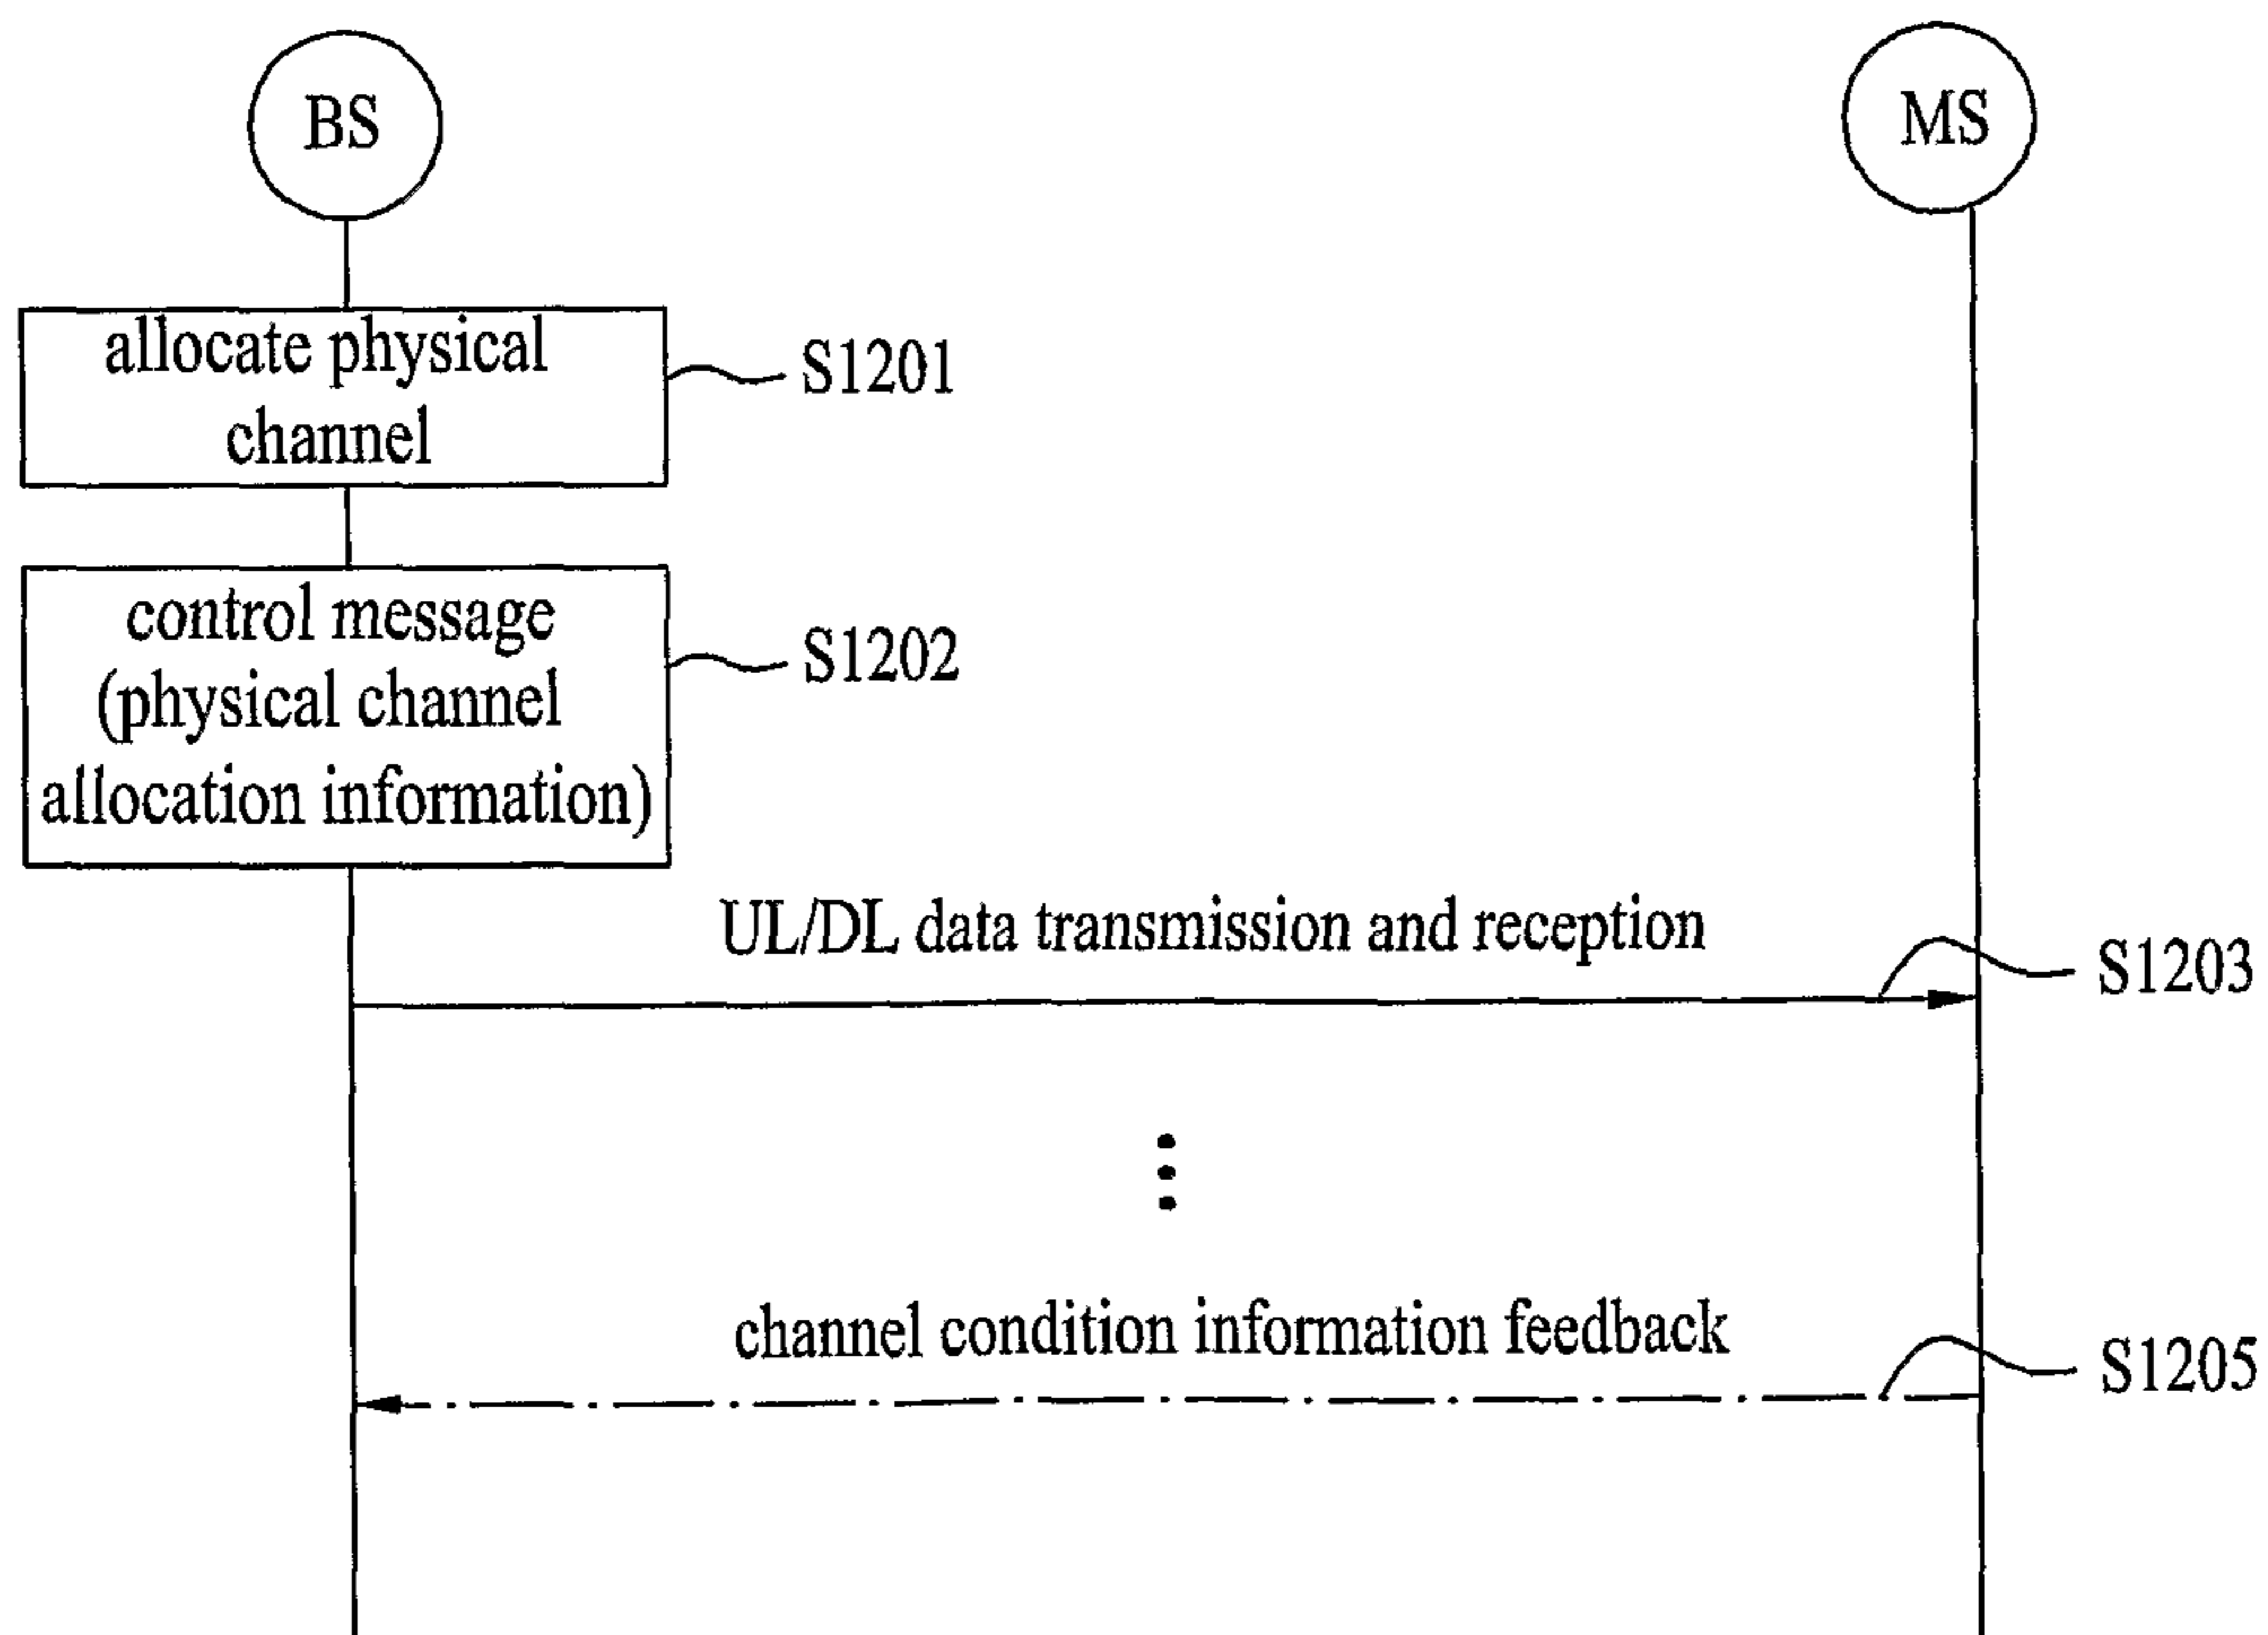 BS
MS
allocate physical
channel
S1201
control message
(physical channel
allocation information)
S1202
UL/DL data transmission and reception
S1203
channel condition information feedback
S1205